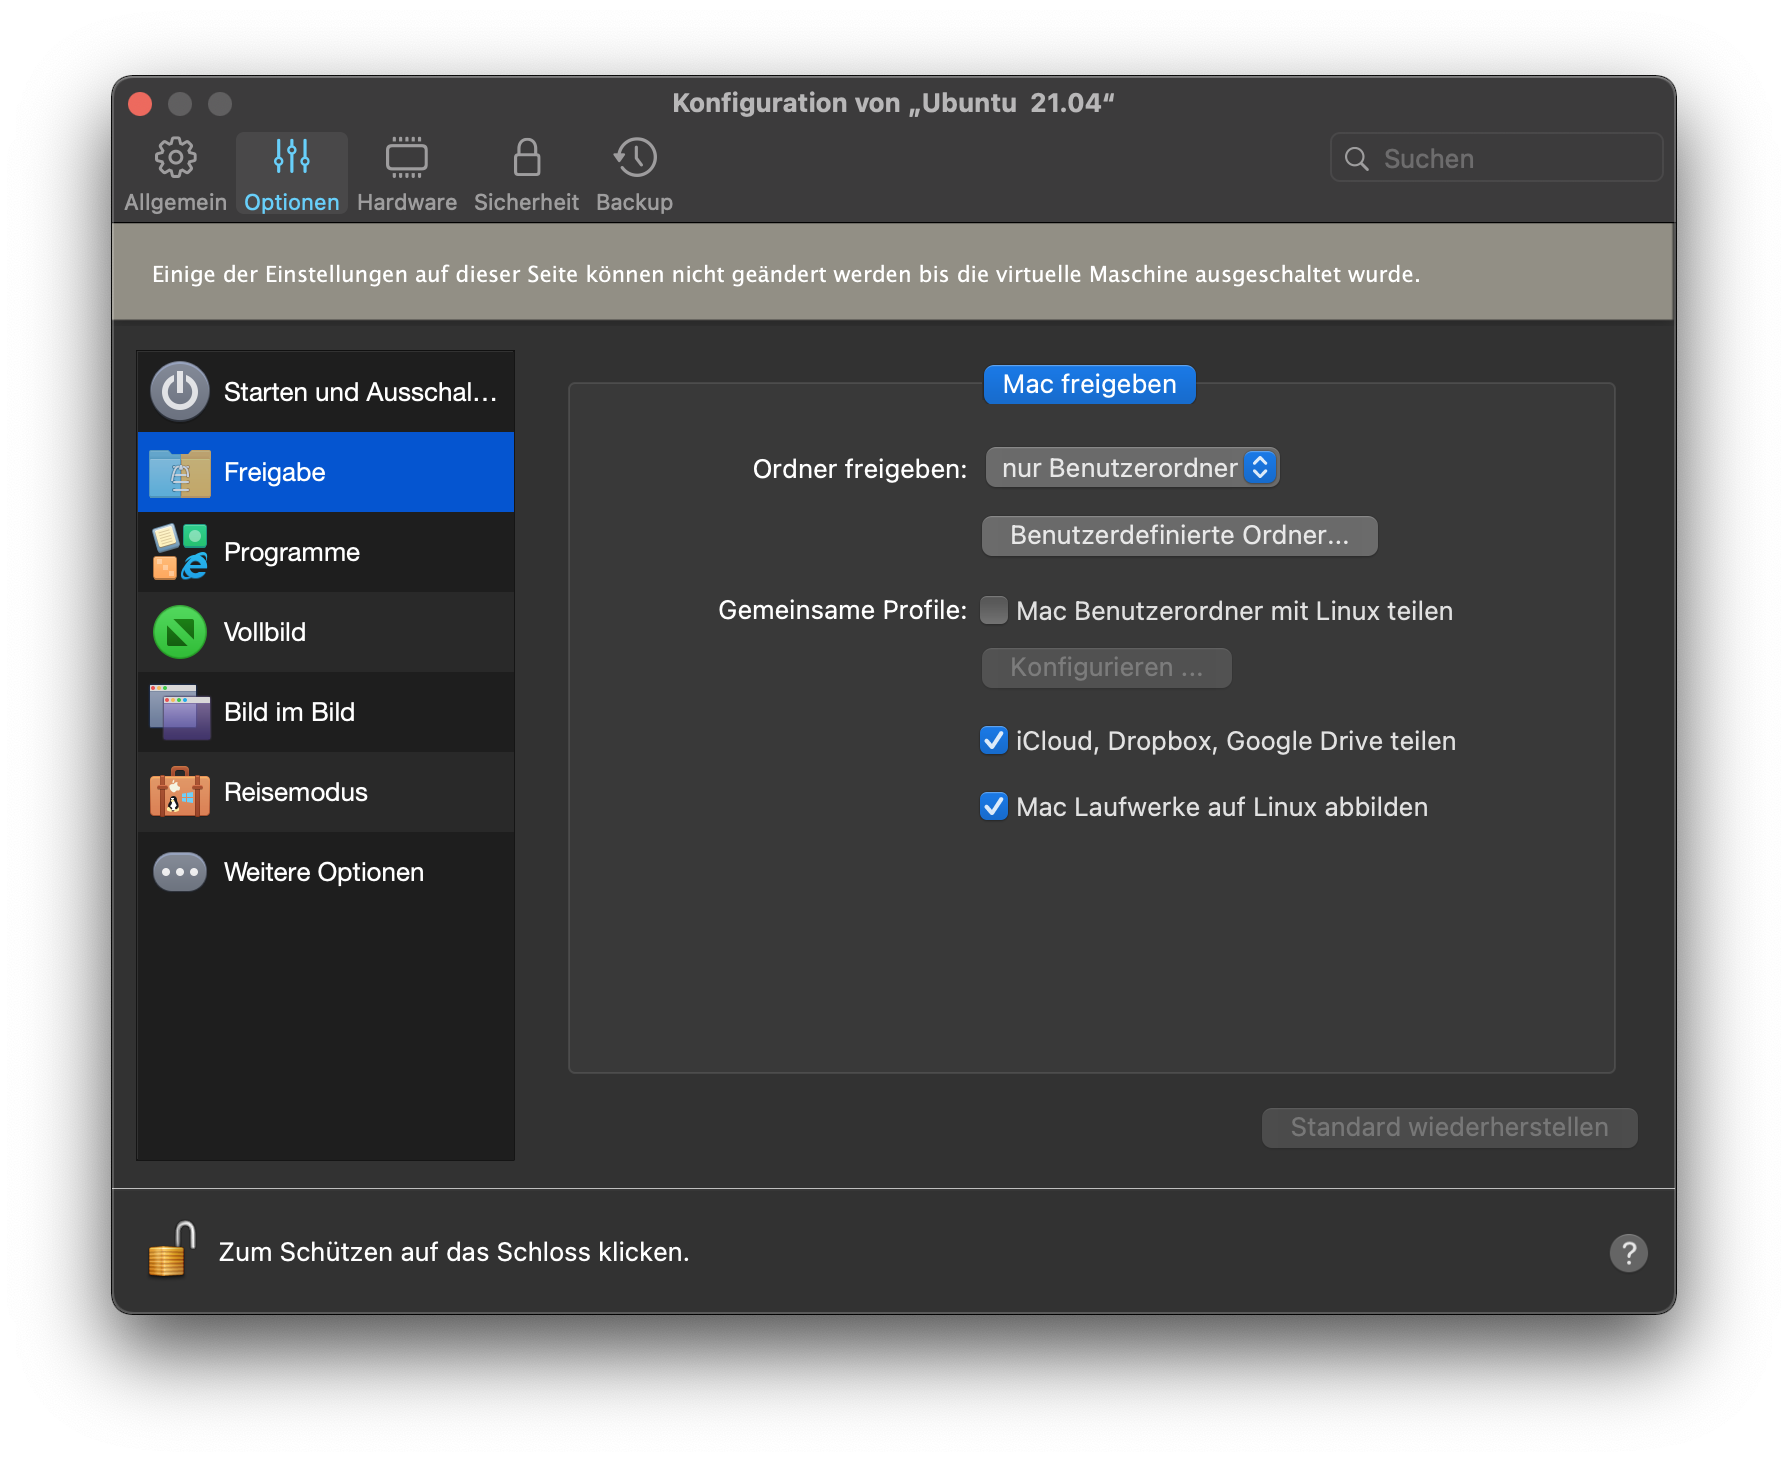 Konfiguration von „Ubuntu 21.04“
Allgemein Optionen Hardware Sicherheit Backup
Suchen
Einige der Einstellungen auf dieser Seite können nicht geändert werden bis die virtuelle Maschine ausgeschaltet wurde.
Starten und Ausschal...
Freigabe
Programme
Vollbild
Bild im Bild
Reisemodus
Weitere Optionen
Mac freigeben
Ordner freigeben: nur Benutzerordner
Benutzerdefinierte Ordner...
Gemeinsame Profile: Mac Benutzerordner mit Linux teilen
Konfigurieren ...
iCloud, Dropbox, Google Drive teilen
Mac Laufwerke auf Linux abbilden
Standard wiederherstellen
Zum Schützen auf das Schloss klicken.
?